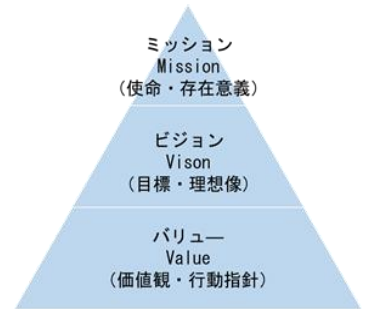 ミッション
Mission
(使命・存在意義)
ビジョン
Vison
(目標・理想像)
バリュー
Value
(価値観・行動指針)